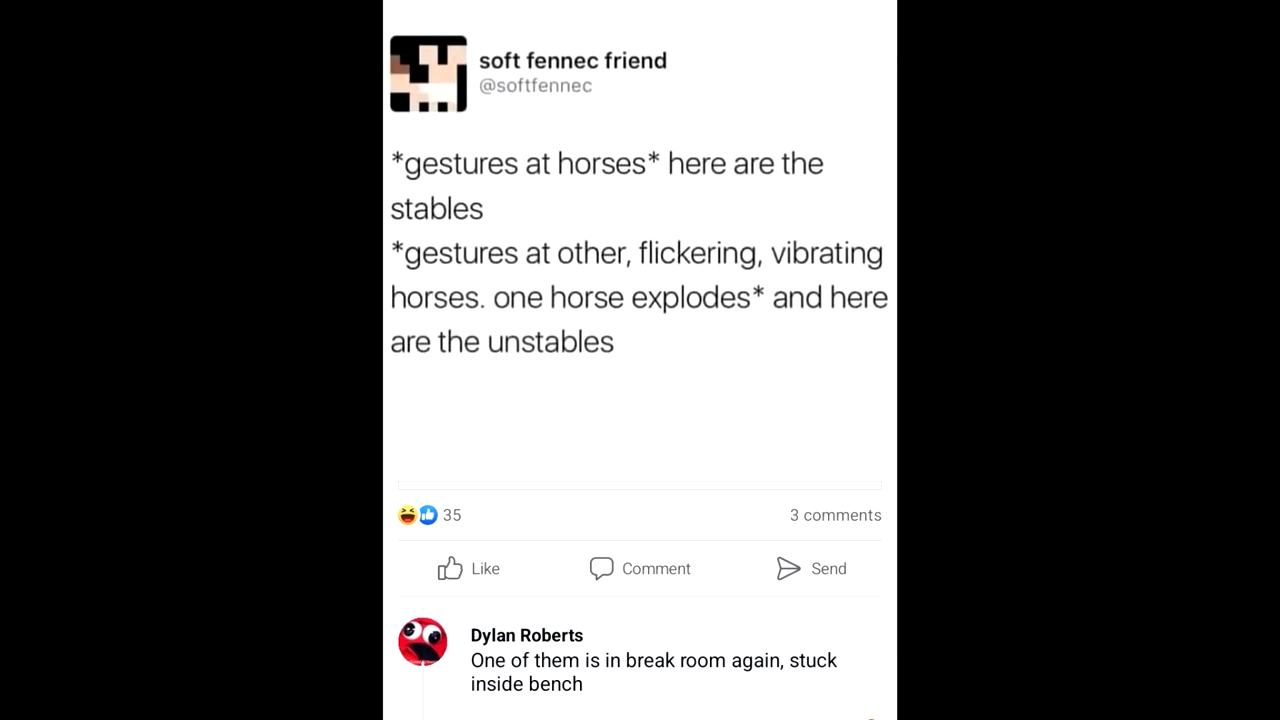 soft fennec friend
@softfennec
*gestures at horses* here are the
stables
*gestures at other, flickering, vibrating
horses. one horse explodes* and here
are the unstables
35
3 comments
Like
Comment
Send
Dylan Roberts
One of them is in break room again, stuck
inside bench